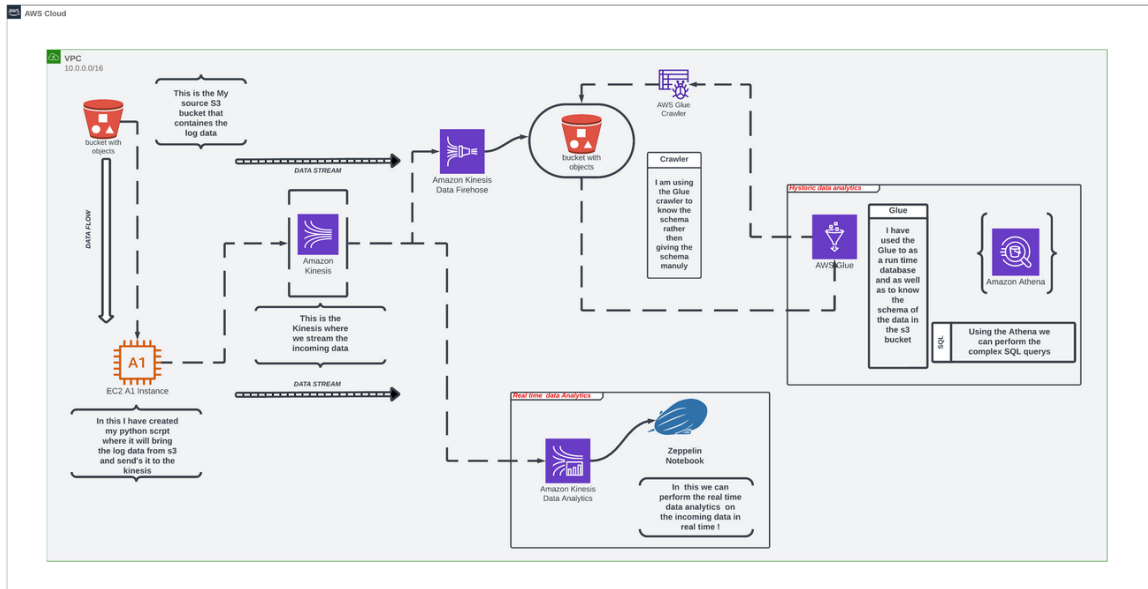 aws
AWS Cloud
VPC
10.0.0.0/16
bucket with
objects
This is the My
source S3
bucket that
containes the
log data
DATA FLOW
DATA STREAM
Amazon
Kinesis
This is the
Kinesis where
we stream the
incoming data
DATA STREAM
A1
EC2 A1 Instance
In this I have created
my python scrpt
where it will bring
the log data from s3
and send's it to the
kinesis
Amazon Kinesis
Data Firehose
bucket with
objects
AWS Glue
Crawler
Crawler
I am using
the Glue
crawler to
know the
schema
rather
then
giving the
schema
manuly
Hystoric data analytics
AWS Glue
Glue
I have
used the
Glue to as
a run time
database
and as well
as to know
the
schema of
the data in
the s3
bucket
Amazon Athena
SQL
Using the Athena we
can perform the
complex SQL querys
Real time data Analytics
Amazon Kinesis
Data Analytics
Zeppelin
Notebook
In this we can
perform the real time
data analytics on
the incoming data in
real time !